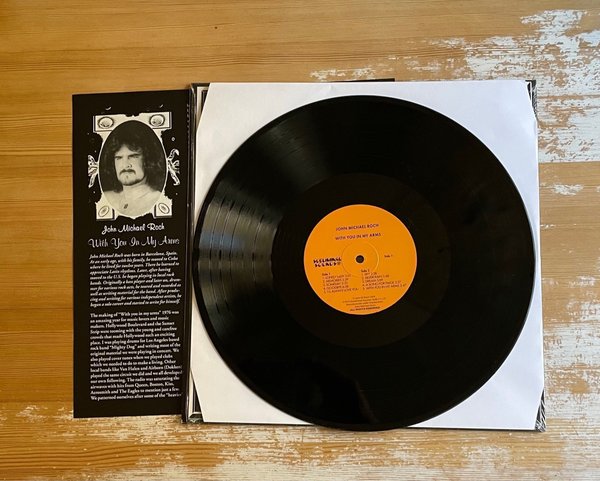 John Michael Roch
With You In My Arms
John Michael Roch was born in Barcelona, Spain.
At an early age, with his family, he moved to Cuba
where he lived for twelve years. There he learned to
appreciate Latin rhythms. Later, after having
moved to the U.S. he began playing in local rock
bands. Originally a bass player and later the drum-
mer for various rock acts, he toured and recorded as
well as writing material for the band. After produ-
cing and writing for various independent artists, he
began a solo career and started to write for himself.
The making of "With you in my arms" 1976 was
an amazing year for music lovers and music
makers. Hollywood Boulevard and the Sunset
Strip were teeming with the young and carefree
crowds that made Hollywood such an exciting
place. I was playing drums for Los Angeles based
rock band "Mighty Dog" and writing most of the
original material we were playing in concert. We
also played cover tunes when we played clubs
which we needed to do to make a living. Other
local bands like Van Halen and Airborn (Dokken)
played the same circuit we did and we all developed
our own following. The radio was saturating the
airwaves with hits from Queen, Boston, Kiss,
Aerosmith and The Eagles to mention just a few.
We patterned ourselves after some of the "heavier
JOHN MICHAEL ROCH
WITH YOU IN MY ARMS
SUBLIMINAL
SOUNDS
Side 1
Side 2